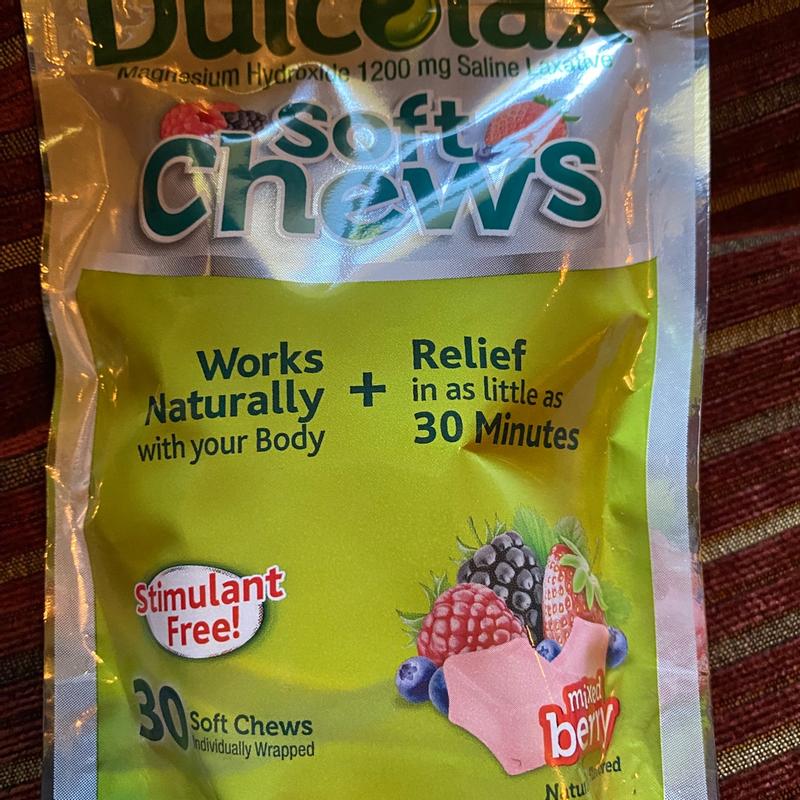 Dulcolax
Magnesium Hydroxide 1200 mg Saline Laxative
Soft
Chews
Works
Naturally
with your Body
+
Relief
in as little as
30 Minutes
Stimulant
Free!
30 Soft Chews
Individually Wrapped
mixed
berry